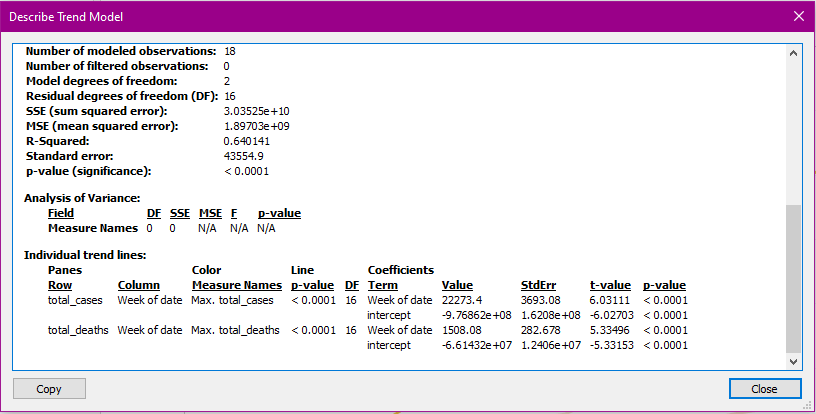 Describe Trend Model
Number of modeled observations: 18
Number of filtered observations: 0
Model degrees of freedom: 2
Residual degrees of freedom (DF): 16
SSE (sum squared error): 3.03525e+10
MSE (mean squared error): 1.89703e+09
R-Squared: 0.640141
Standard error: 43554.9
p-value (significance): < 0.0001
Analysis of Variance:
Field DF SSE MSE F p-value
Measure Names 0 0 N/A N/A N/A
Individual trend lines:
Panes Color Line Coefficients
Row Column Measure Names p-value DF Term Value StdErr t-value p-value
total_cases Week of date Max. total_cases < 0.0001 16 Week of date 22273.4 3693.08 6.03111 < 0.0001
intercept -9.76862e+08 1.6208e+08 -6.02703 < 0.0001
total_deaths Week of date Max. total_deaths < 0.0001 16 Week of date 1508.08 282.678 5.33496 < 0.0001
intercept -6.61432e+07 1.2406e+07 -5.33153 < 0.0001
Copy Close